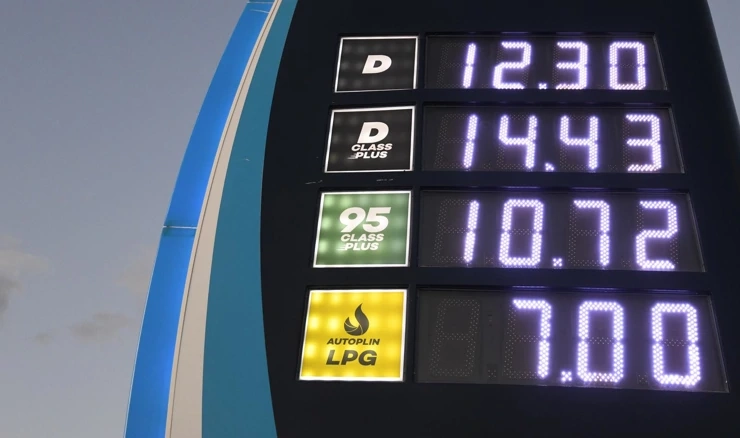 D
12.30
D
CLASS
PLUS
14.43
95
CLASS
PLUS
10.72
AUTOPLIN
LPG
7.00